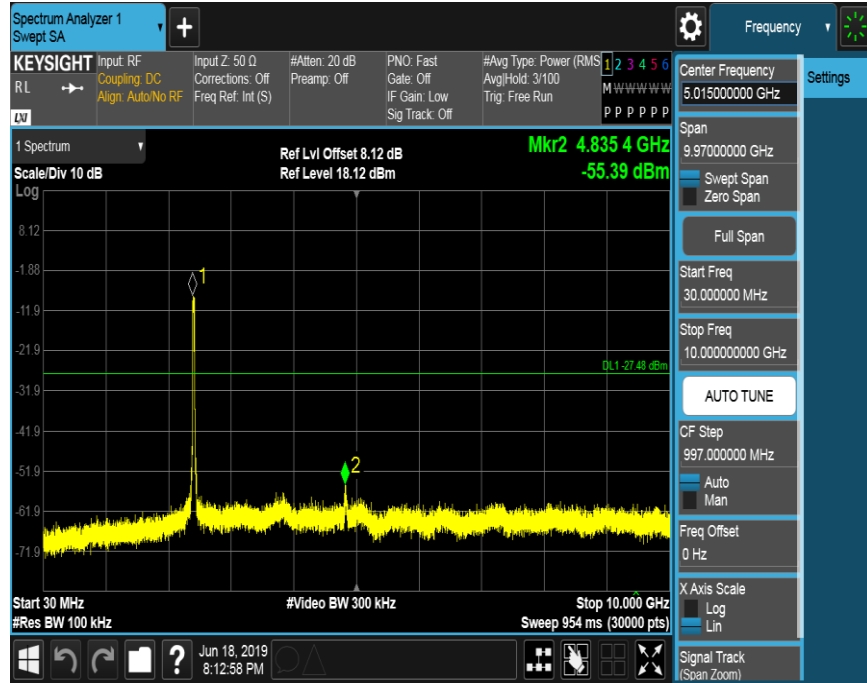 Spectrum Analyzer 1
Swept SA
+
Frequency
KEYSIGHT
RL
LXI
Input: RF
Coupling: DC
Align: Auto/No RF
Input Z: 50 Ω
Corrections: Off
Freq Ref: Int (S)
#Atten: 20 dB
Preamp: Off
PNO: Fast
Gate: Off
IF Gain: Low
Sig Track: Off
#Avg Type: Power (RMS
Avg|Hold: 3/100
Trig: Free Run
1 2 3 4 5 6
M W W W W W
P P P P P P
Center Frequency
5.015000000 GHz
Settings
1 Spectrum
Scale/Div 10 dB
Ref Lvl Offset 8.12 dB
Ref Level 18.12 dBm
Mkr2 4.835 4 GHz
-55.39 dBm
Span
9.97000000 GHz
Swept Span
Zero Span
Full Span
Start Freq
30.000000 MHz
Stop Freq
10.000000000 GHz
AUTO TUNE
CF Step
997.000000 MHz
Auto
Man
Freq Offset
0 Hz
X Axis Scale
Log
Lin
Signal Track
(Span Zoom)
Log
8.12
-1.88
-11.9
-21.9
-31.9
-41.9
-51.9
-61.9
-71.9
1
2
DL1 -27.48 dBm
Start 30 MHz
#Res BW 100 kHz
#Video BW 300 kHz
Stop 10.000 GHz
Sweep 954 ms (30000 pts)
?
Jun 18, 2019
8:12:58 PM